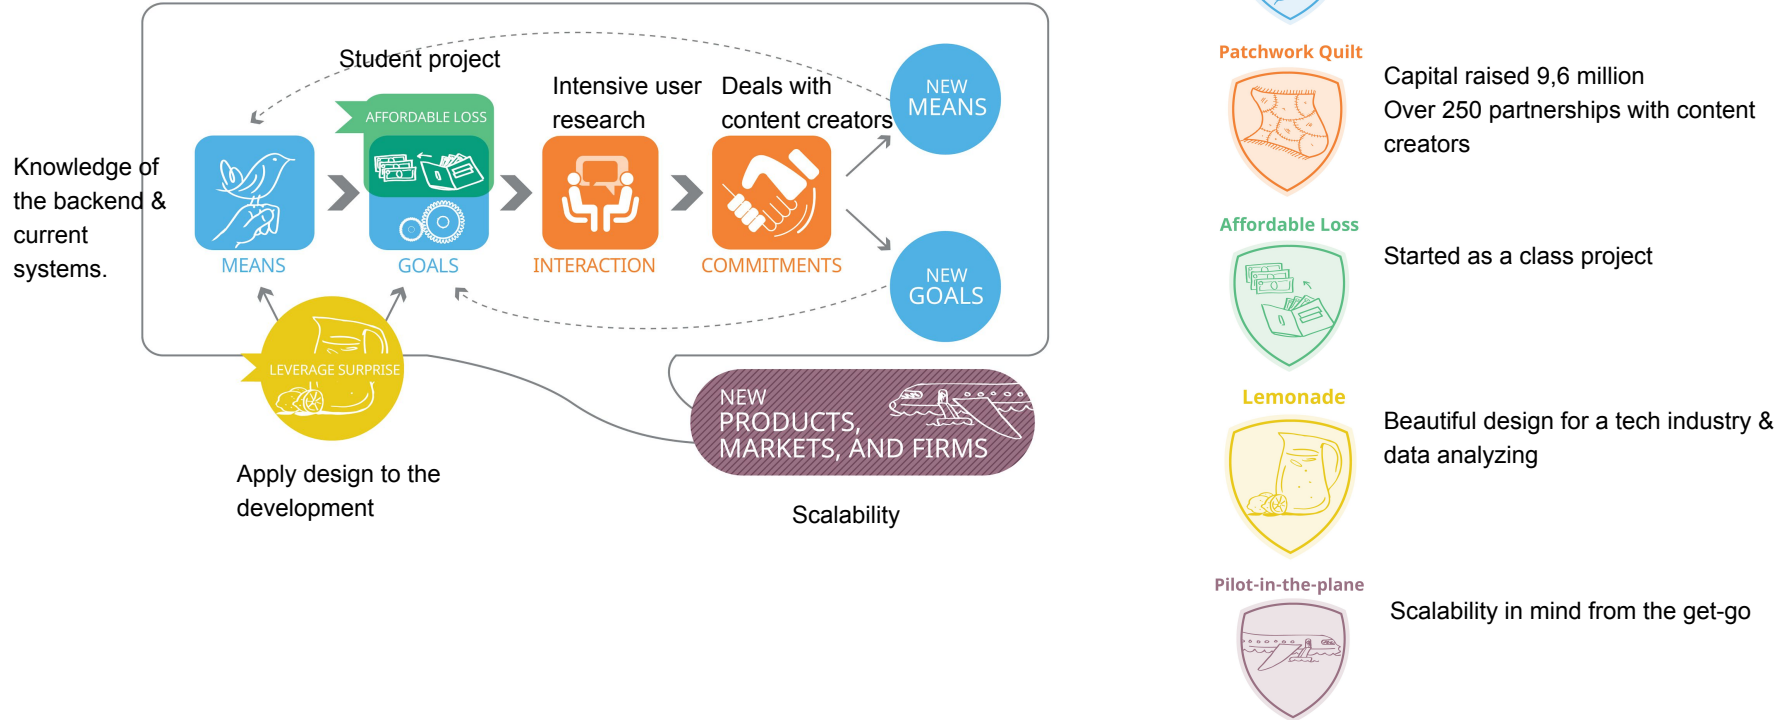 Student project
Intensive user
research
Deals with
content creators
NEW
MEANS
AFFORDABLE LOSS
Knowledge of
the backend &
current
systems.
MEANS
GOALS
INTERACTION
COMMITMENTS
NEW
GOALS
LEVERAGE SURPRISE
NEW
PRODUCTS,
MARKETS, AND FIRMS
Apply design to the
development
Scalability
Patchwork Quilt
Capital raised 9,6 million
Over 250 partnerships with content
creators
Affordable Loss
Started as a class project
Lemonade
Beautiful design for a tech industry &
data analyzing
Pilot-in-the-plane
Scalability in mind from the get-go